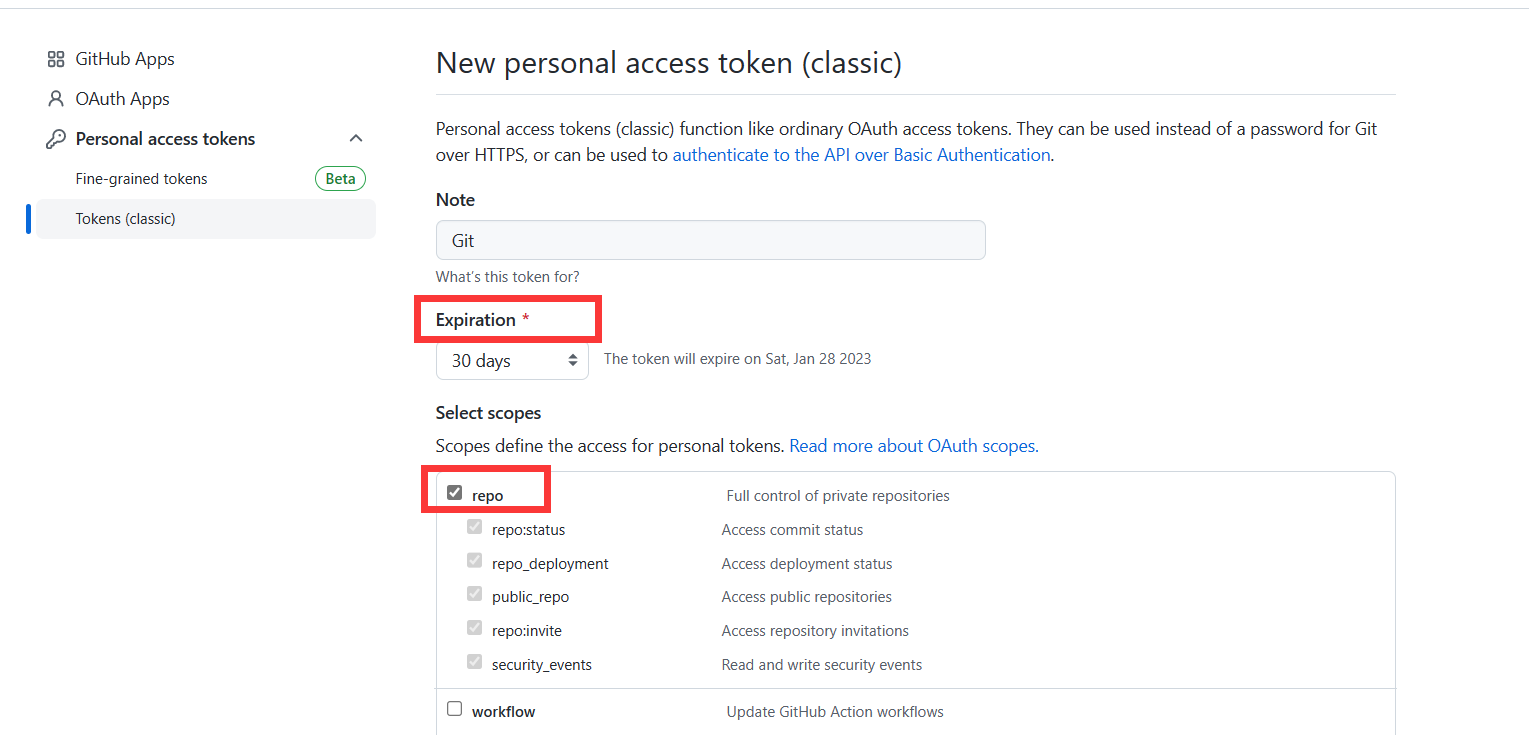 GitHub Apps
OAuth Apps
Personal access tokens
Fine-grained tokens Beta
Tokens (classic)
New personal access token (classic)
Personal access tokens (classic) function like ordinary OAuth access tokens. They can be used instead of a password for Git
over HTTPS, or can be used to authenticate to the API over Basic Authentication.
Note
Git
What's this token for?
Expiration *
30 days The token will expire on Sat, Jan 28 2023
Select scopes
Scopes define the access for personal tokens. Read more about OAuth scopes.
repo Full control of private repositories
repo:status Access commit status
repo_deployment Access deployment status
public_repo Access public repositories
repo:invite Access repository invitations
security_events Read and write security events
workflow Update GitHub Action workflows